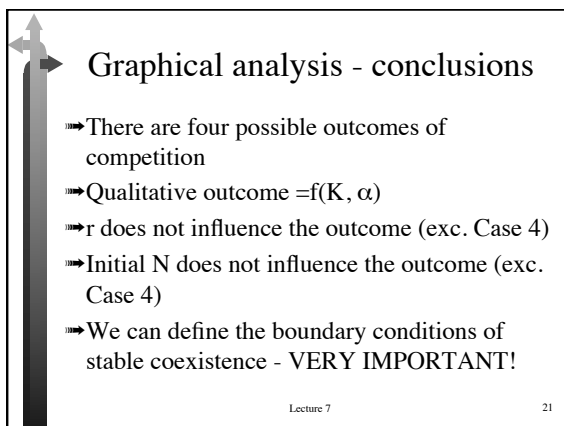 Graphical analysis - conclusions
➠There are four possible outcomes of
competition
➠Qualitative outcome =f(K, α)
➠r does not influence the outcome (exc. Case 4)
➠Initial N does not influence the outcome (exc.
Case 4)
➠We can define the boundary conditions of
stable coexistence - VERY IMPORTANT!
Lecture 7
21